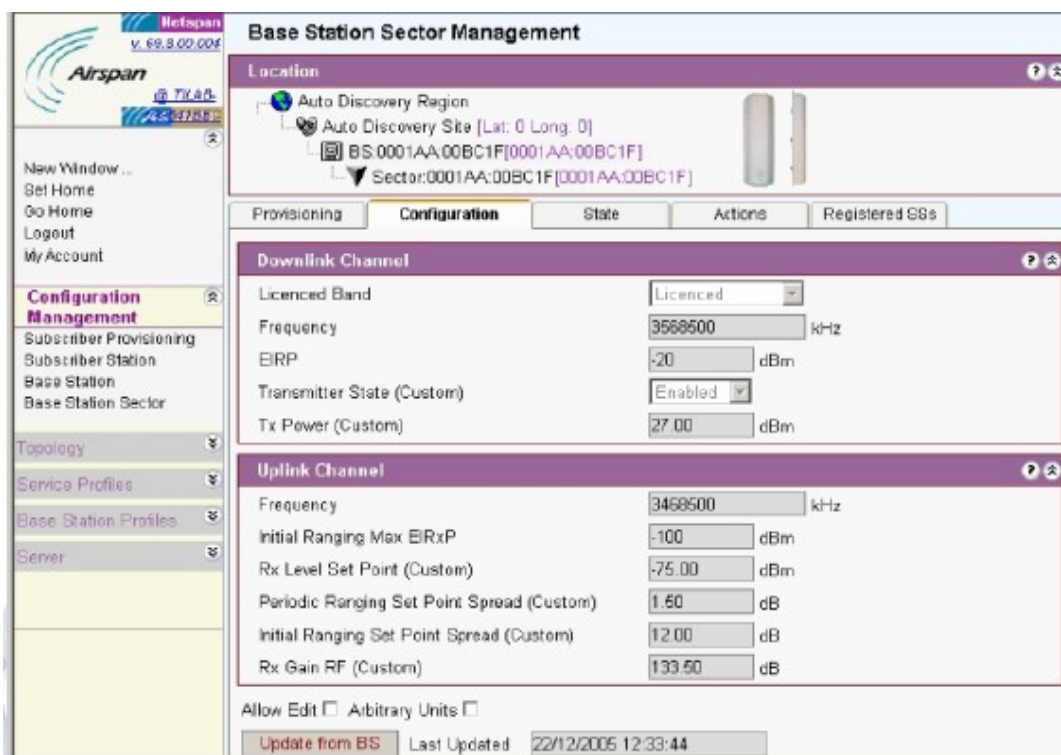 Netspan
v. 69.8.00.004
Airspan
New Window ...
Set Home
Go Home
Logout
My Account
Configuration Management
Subscriber Provisioning
Subscriber Station
Base Station
Base Station Sector
Topology
Service Profiles
Base Station Profiles
Server
Base Station Sector Management
Location
Auto Discovery Region
Auto Discovery Site [Lat: 0 Long: 0]
BS:0001AA:00BC1F[0001AA:00BC1F]
Sector:0001AA:00BC1F[0001AA:00BC1F]
Provisioning Configuration State Actions Registered SSs
Downlink Channel
Licenced Band Licenced
Frequency 3568500 kHz
EIRP -20 dBm
Transmitter State (Custom) Enabled
Tx Power (Custom) 27.00 dBm
Uplink Channel
Frequency 3468500 kHz
Initial Ranging Max EIRxP -100 dBm
Rx Level Set Point (Custom) -75.00 dBm
Periodic Ranging Set Point Spread (Custom) 1.50 dB
Initial Ranging Set Point Spread (Custom) 12.00 dB
Rx Gain RF (Custom) 133.50 dB
Allow Edit Arbitrary Units
Update from BS Last Updated 22/12/2005 12:33:44